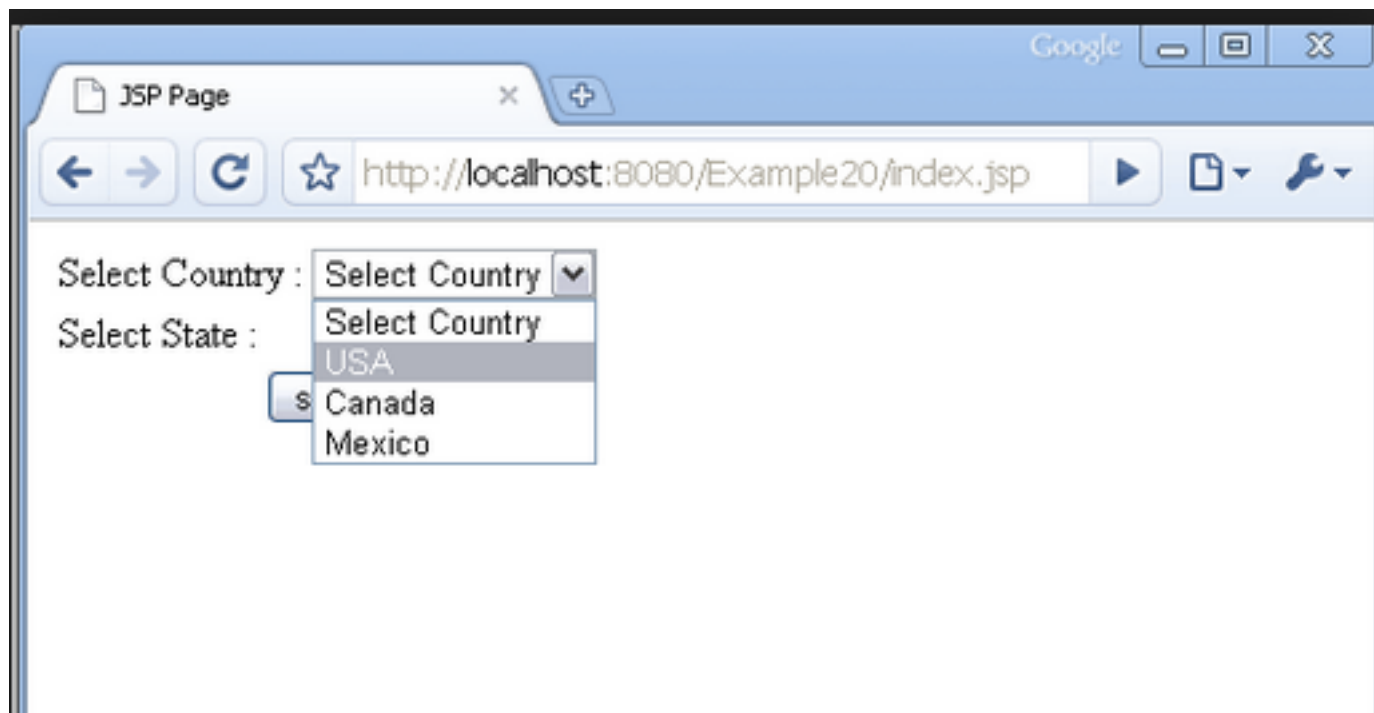 Google
JSP Page
http://localhost:8080/Example20/index.jsp
Select Country : Select Country
Select Country
Select State :
USA
s
Canada
Mexico